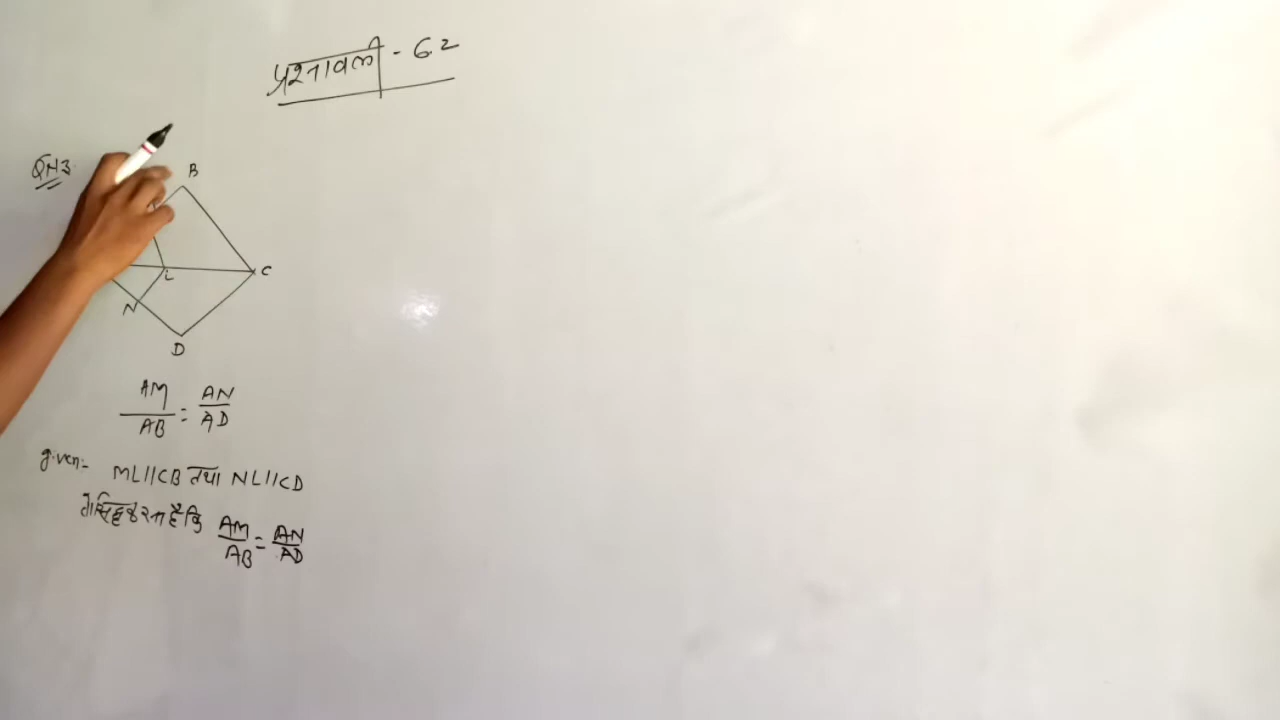 प्रश्नावली - 6.2
QN3.
B
L
C
N
D
AM/AB = AN/AD
given:- ML||CB तथा NL||CD
तो सिद्ध करना है कि AM/AB = AN/AD